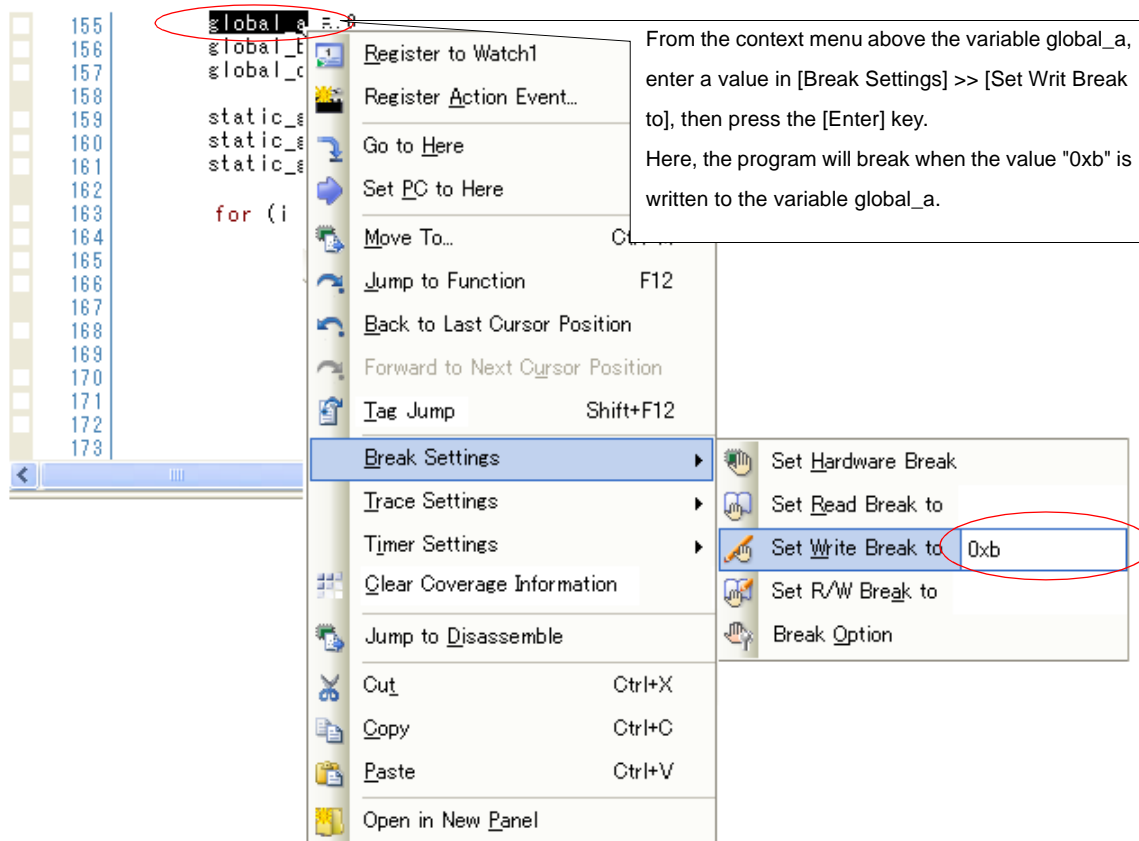 155 global_a = 0
156 global_b
157 global_c
158
159 static_g
160 static_g
161 static_g
162
163 for (i
164
165
166
167
168
169
170
171
172
173
From the context menu above the variable global_a,
enter a value in [Break Settings] >> [Set Writ Break
to], then press the [Enter] key.
Here, the program will break when the value "0xb" is
written to the variable global_a.
Register to Watch1
Register Action Event...
Go to Here
Set PC to Here
Move To...
Jump to Function F12
Back to Last Cursor Position
Forward to Next Cursor Position
Tag Jump Shift+F12
Break Settings
Trace Settings
Timer Settings
Clear Coverage Information
Jump to Disassemble
Cut Ctrl+X
Copy Ctrl+C
Paste Ctrl+V
Open in New Panel
Set Hardware Break
Set Read Break to
Set Write Break to 0xb
Set R/W Break to
Break Option